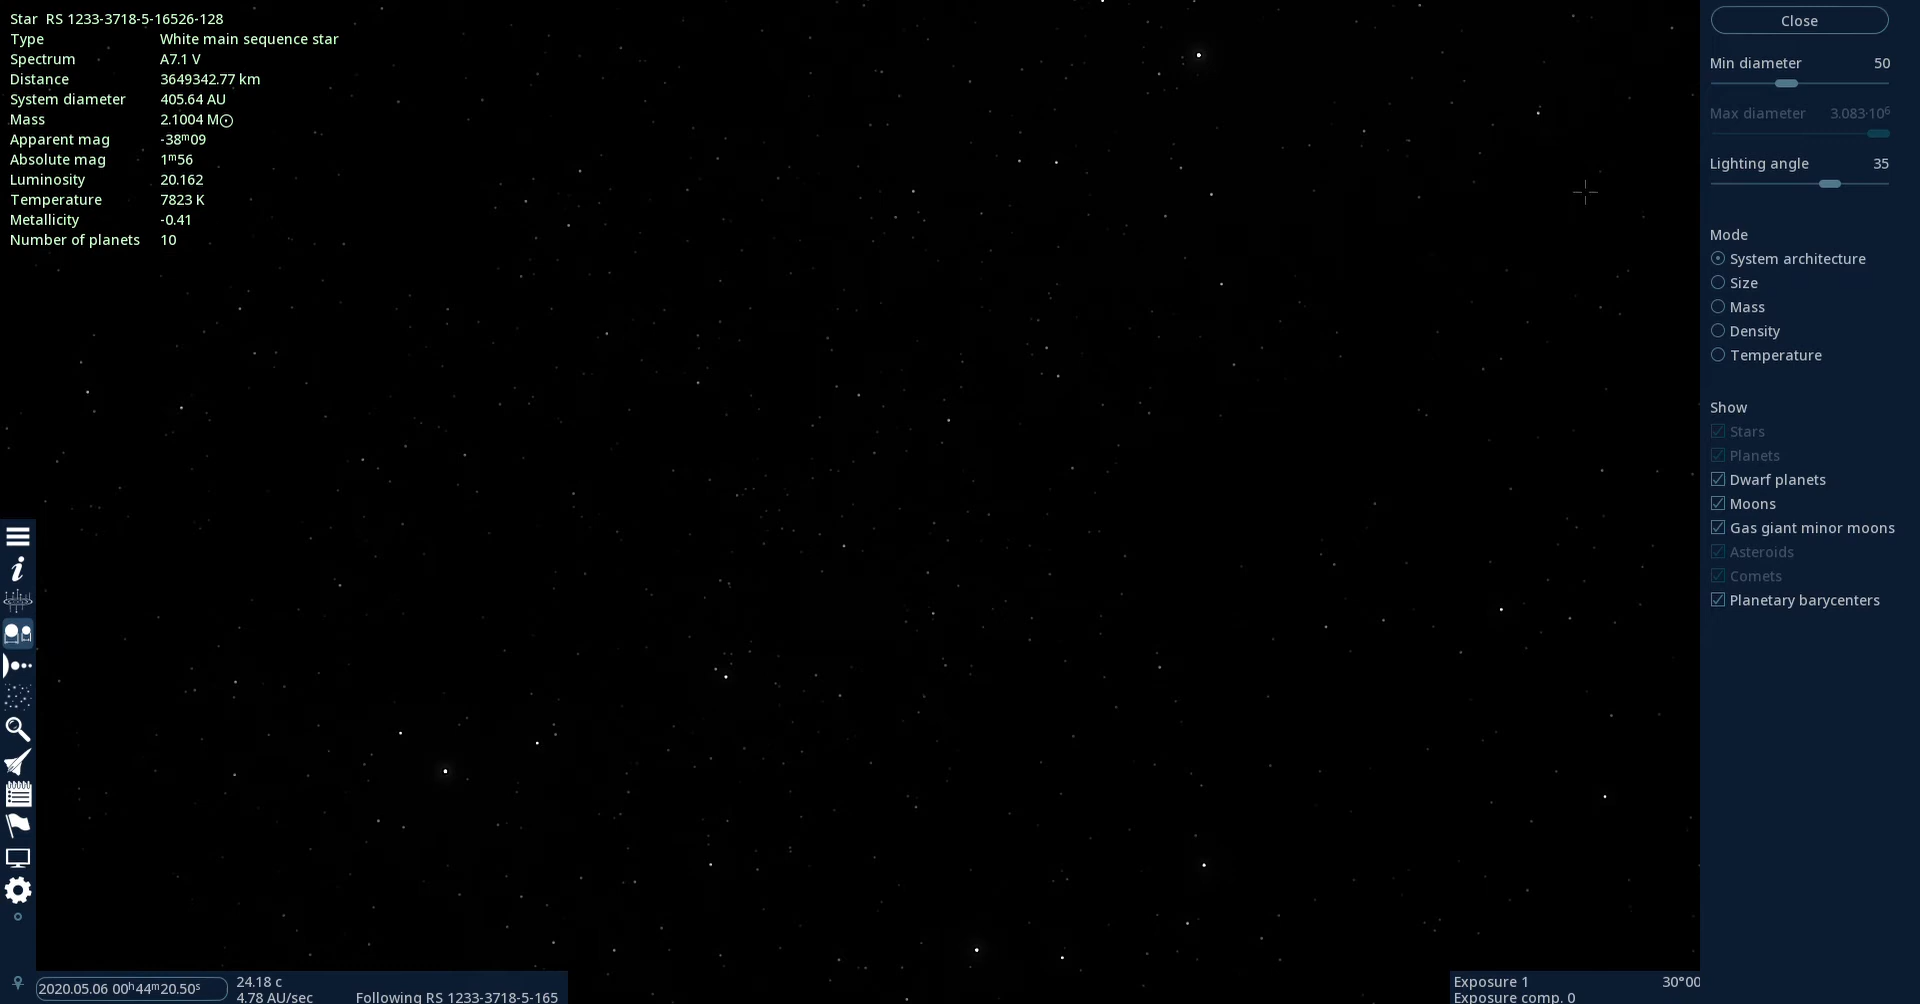 Star RS 1233-3718-5-16526-128
Type White main sequence star
Spectrum A7.1 V
Distance 3649342.77 km
System diameter 405.64 AU
Mass 2.1004 M☉
Apparent mag -38ᵐ09
Absolute mag 1ᵐ56
Luminosity 20.162
Temperature 7823 K
Metallicity -0.41
Number of planets 10
Close
Min diameter 50
Max diameter 3.083·10⁶
Lighting angle 35
Mode
System architecture
Size
Mass
Density
Temperature
Show
Stars
Planets
Dwarf planets
Moons
Gas giant minor moons
Asteroids
Comets
Planetary barycenters
2020.05.06 00ʰ44ᵐ20.50ˢ
24.18 c
4.78 AU/sec
Following RS 1233-3718-5-165
Exposure 1
30°00
Exposure comp. 0